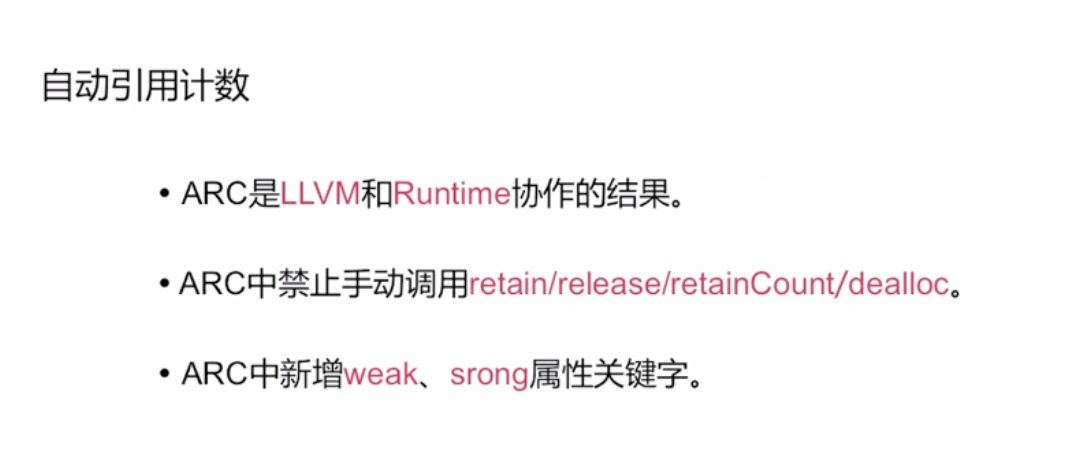 自动引用计数
• ARC是LLVM和Runtime协作的结果。
• ARC中禁止手动调用retain/release/retainCount/dealloc。
• ARC中新增weak、srong属性关键字。